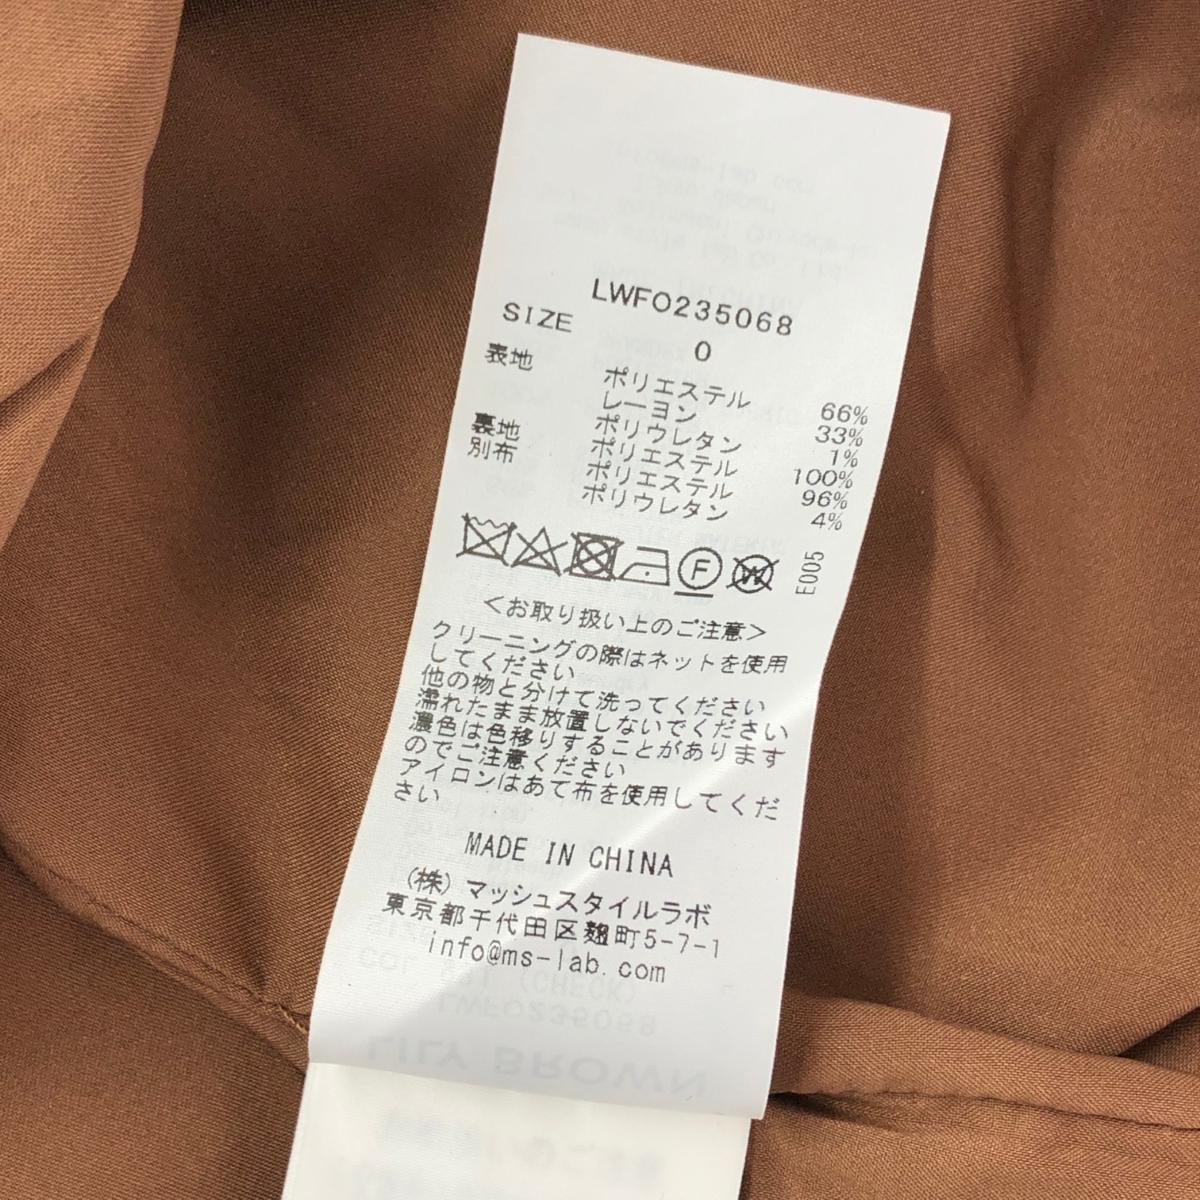 LWFO235068
SIZE 0
表地 ポリエステル 66%
レーヨン 33%
ポリウレタン 1%
裏地 ポリエステル 100%
別布 ポリエステル 96%
ポリウレタン 4%
F W E005
<お取り扱い上のご注意>
クリーニングの際はネットを使用
してください
他の物と分けて洗ってください
濡れたまま放置しないでください
濃色は色移りすることがあります
のでご注意ください
アイロンはあて布を使用してくだ
さい
MADE IN CHINA
(株)マッシュスタイルラボ
東京都千代田区麹町5-7-1
info@ms-lab.com
COL (CHECK)
LWFO235068
LILY BROWN